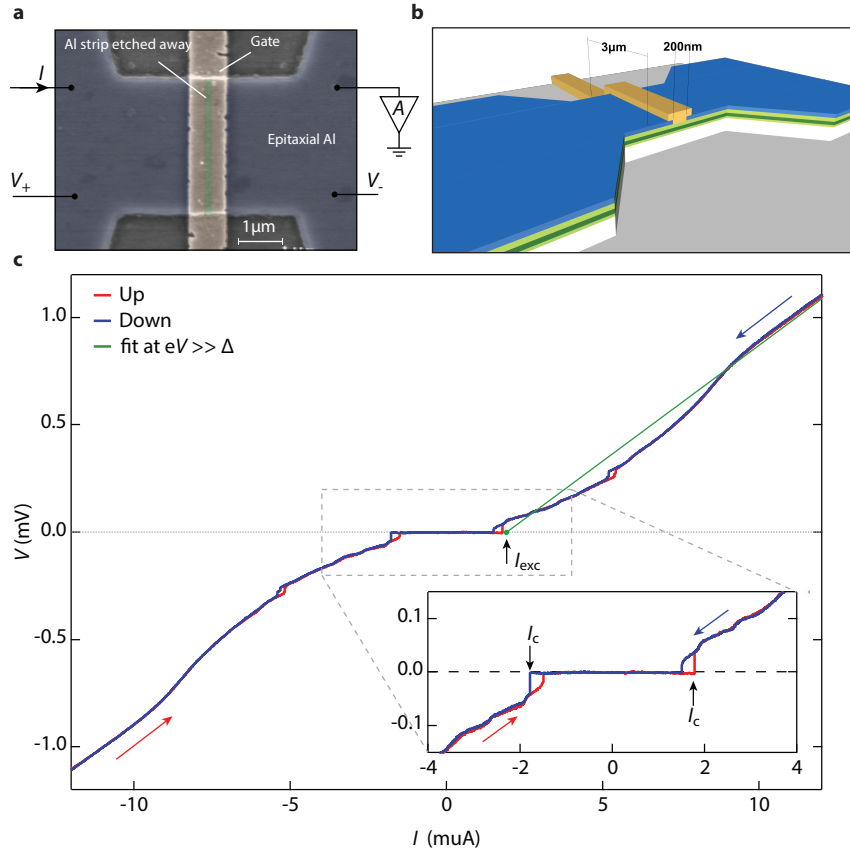 a
Al strip etched away
Gate
I
A
Epitaxial Al
V+
V-
1μm
b
3μm
200nm
c
Up
Down
fit at eV >> Δ
1.0
0.5
0.0
-0.5
-1.0
V (mV)
Iexc
0.1
0.0
-0.1
Ic
Ic
-4
-2
0
2
4
-10
-5
0
5
10
I (muA)